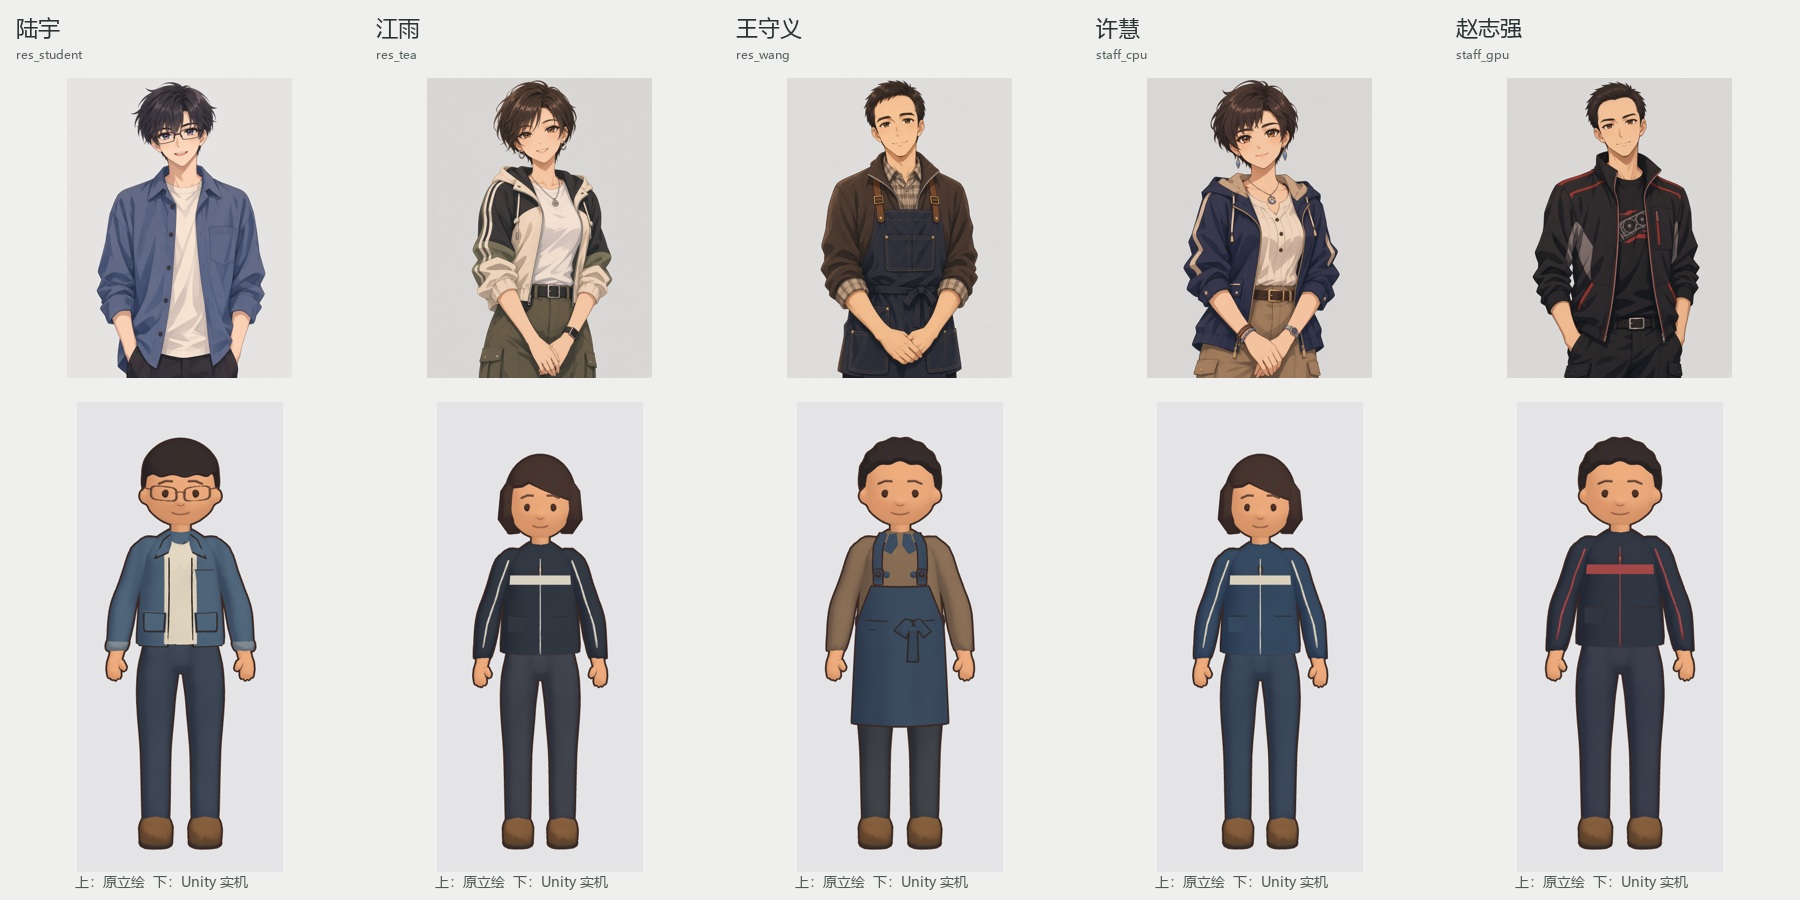 陆宇
res_student
江雨
res_tea
王守义
res_wang
许慧
staff_cpu
赵志强
staff_gpu
上：原立绘 下：Unity 实机
上：原立绘 下：Unity 实机
上：原立绘 下：Unity 实机
上：原立绘 下：Unity 实机
上：原立绘 下：Unity 实机